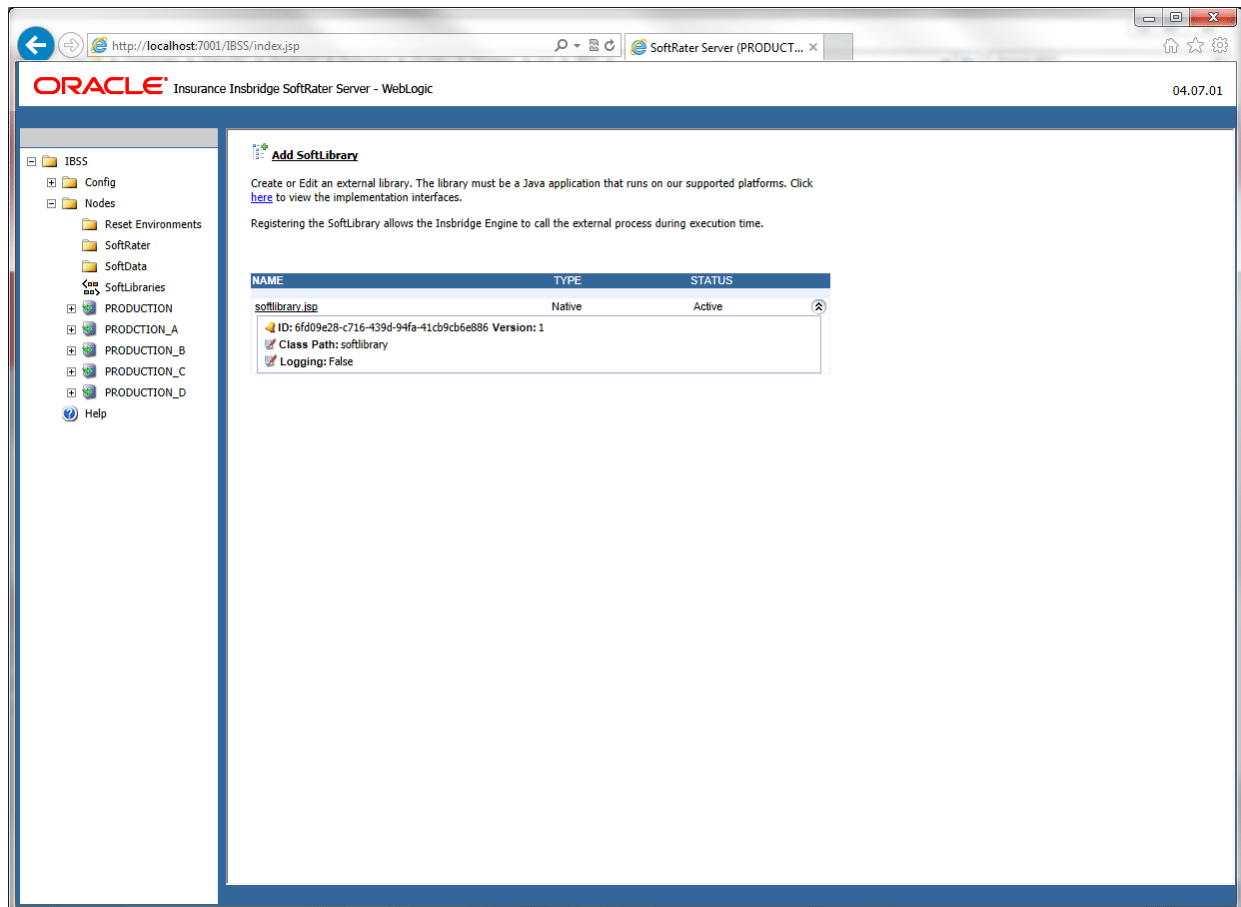 http://localhost:7001/IBSS/index.jsp
SoftRater Server (PRODUCT...
ORACLE Insurance Insbridge SoftRater Server - WebLogic
04.07.01
IBSS
Config
Nodes
Reset Environments
SoftRater
SoftData
SoftLibraries
PRODUCTION
PRODCTION_A
PRODUCTION_B
PRODUCTION_C
PRODUCTION_D
Help
Add SoftLibrary
Create or Edit an external library. The library must be a Java application that runs on our supported platforms. Click
here to view the implementation interfaces.
Registering the SoftLibrary allows the Insbridge Engine to call the external process during execution time.
NAME TYPE STATUS
softlibrary.jsp Native Active
ID: 6fd09e28-c716-439d-94fa-41cb9cb6e886 Version: 1
Class Path: softlibrary
Logging: False